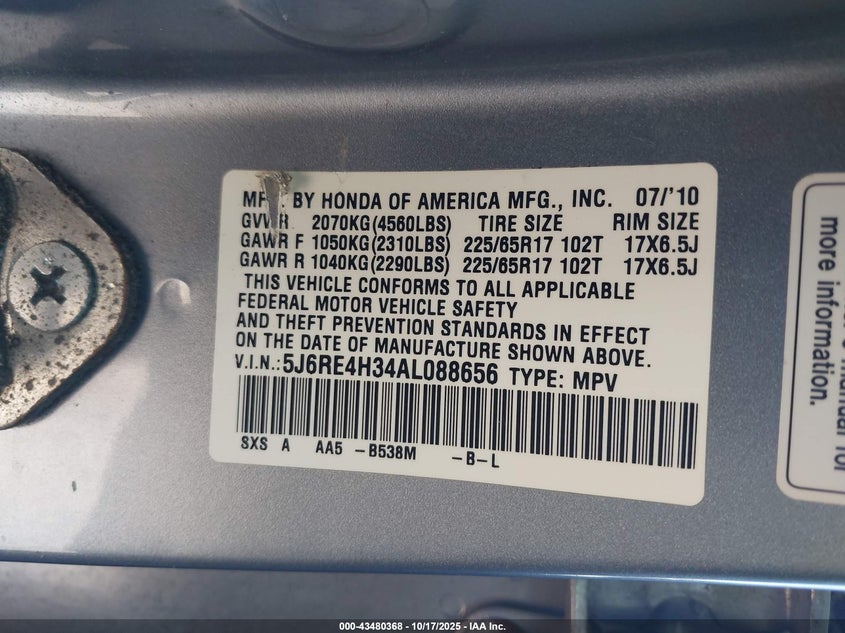 MF. BY HONDA OF AMERICA MFG., INC. 07/'10
GVWR 2070KG(4560LBS) TIRE SIZE RIM SIZE
GAWR F 1050KG(2310LBS) 225/65R17 102T 17X6.5J
GAWR R 1040KG(2290LBS) 225/65R17 102T 17X6.5J
THIS VEHICLE CONFORMS TO ALL APPLICABLE
FEDERAL MOTOR VEHICLE SAFETY
AND THEFT PREVENTION STANDARDS IN EFFECT
ON THE DATE OF MANUFACTURE SHOWN ABOVE.
V.I.N.: 5J6RE4H34AL088656 TYPE: MPV
SXS A AA5 -B538M -B-L
manual for
more information.
000-43480368 - 10/17/2025 - IAA Inc.